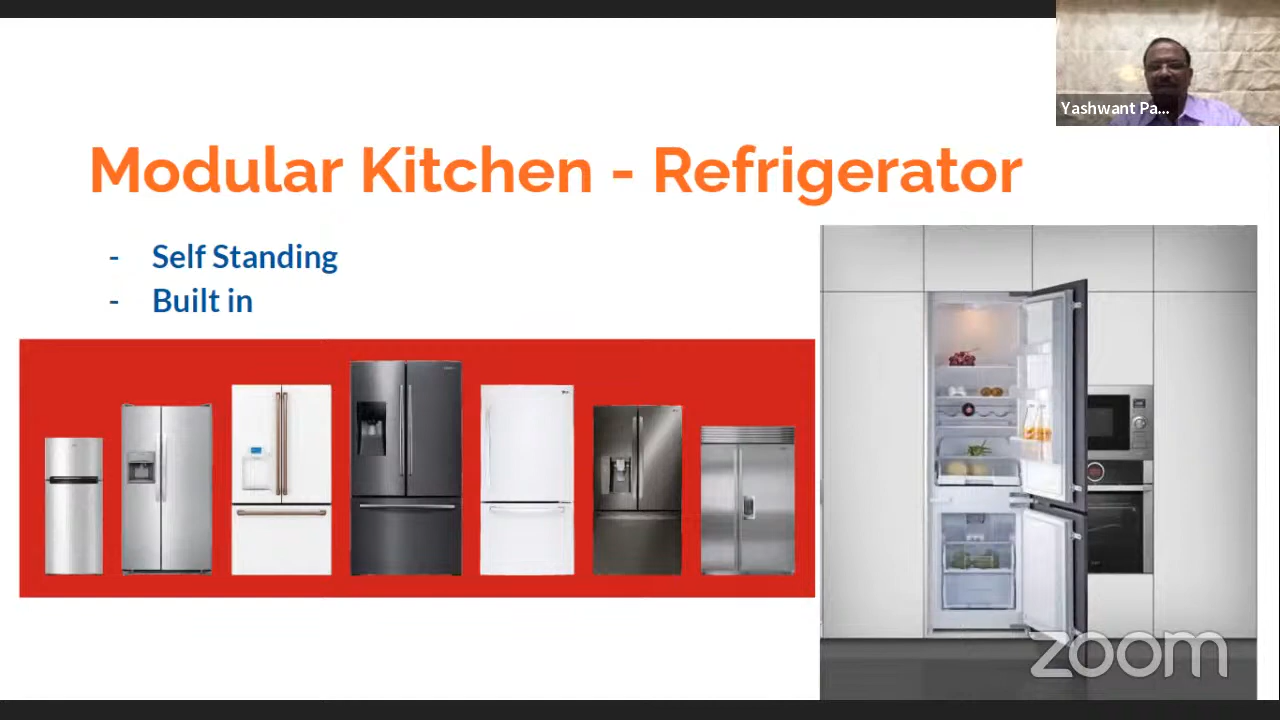 Yashwant Pa...
Modular Kitchen - Refrigerator
- Self Standing
- Built in
zoom